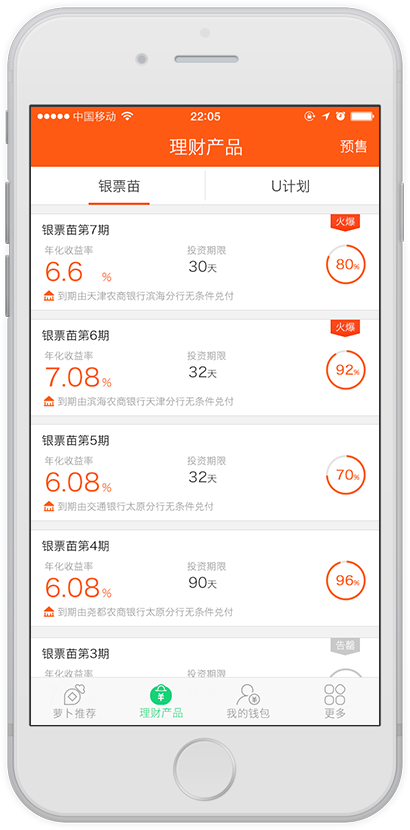 中国移动 22:05
理财产品 预售
银票苗 U计划
银票苗第7期 火爆
年化收益率 投资期限
6.6 % 30天 80%
到期由天津农商银行滨海分行无条件兑付
银票苗第6期 火爆
年化收益率 投资期限
7.08% 32天 92%
到期由滨海农商银行天津分行无条件兑付
银票苗第5期
年化收益率 投资期限
6.08% 32天 70%
到期由交通银行太原分行无条件兑付
银票苗第4期
年化收益率 投资期限
6.08% 90天 96%
到期由尧都农商银行太原分行无条件兑付
银票苗第3期 告罄
萝卜推荐 理财产品 我的钱包 更多